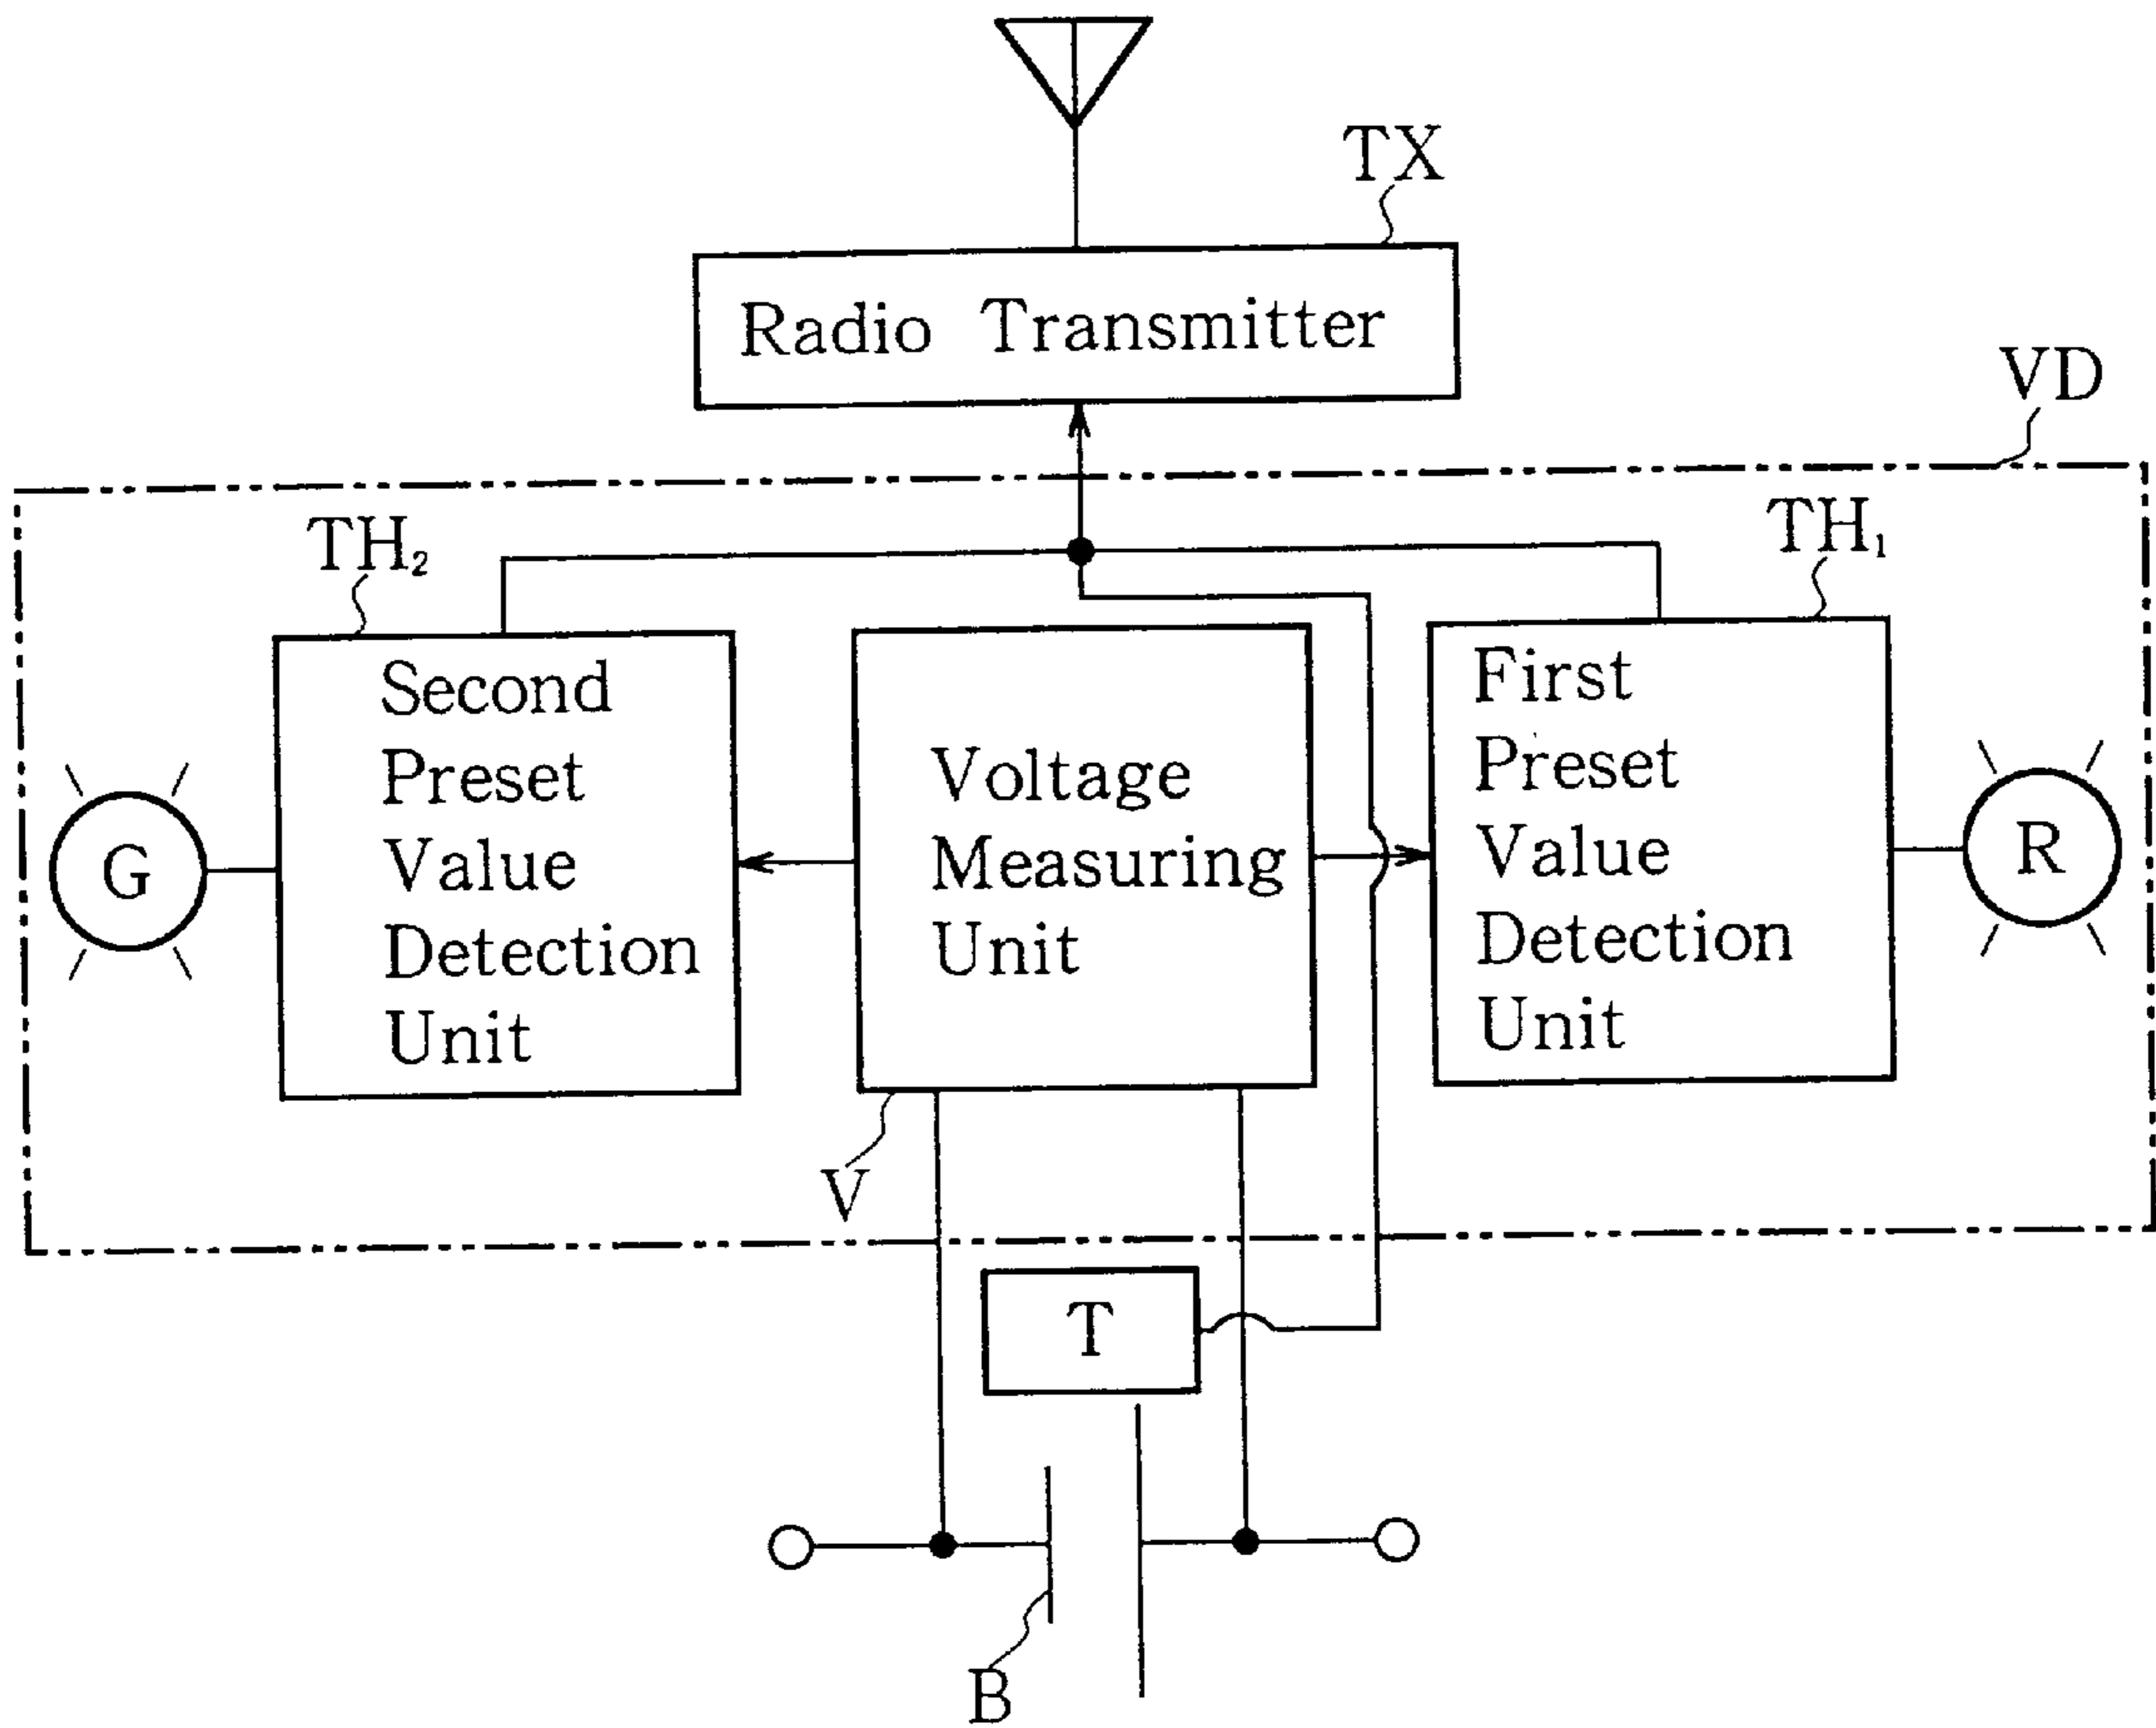 TX
Radio Transmitter
VD
TH₂
TH₁
Second
Preset
Value
Detection
Unit
Voltage
Measuring
Unit
First
Preset
Value
Detection
Unit
G
R
V
T
B